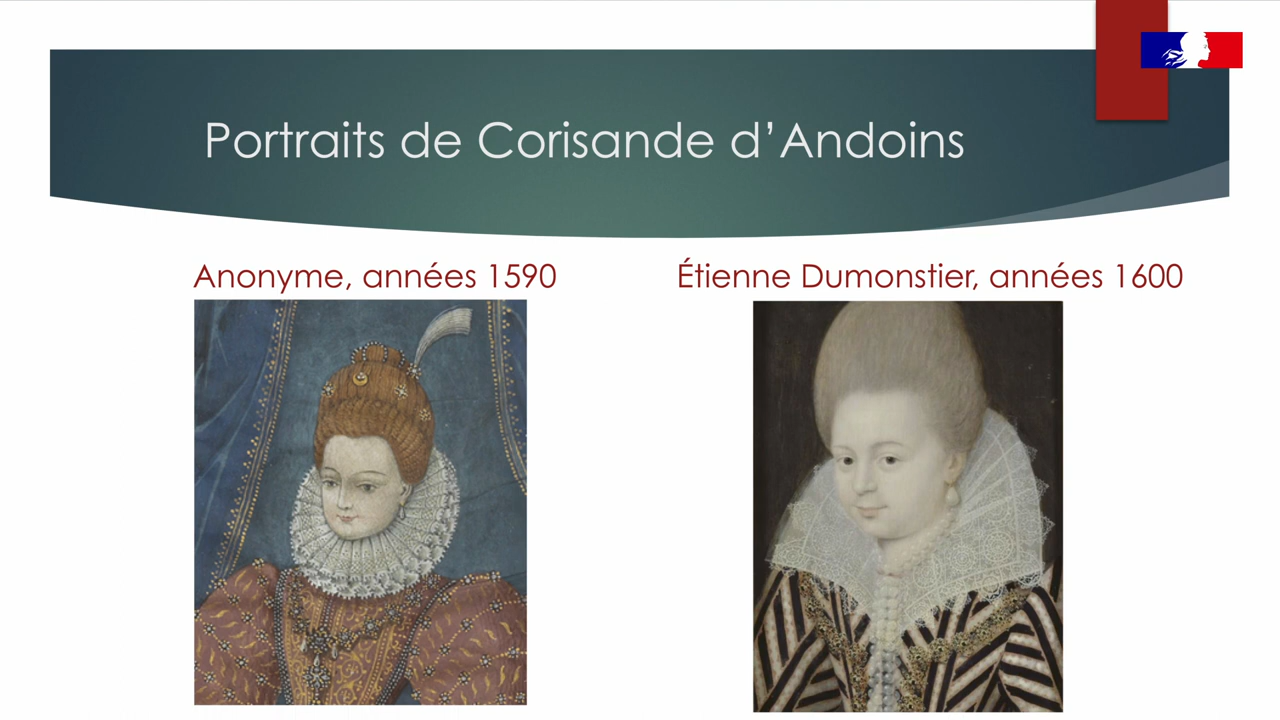 Portraits de Corisande d’Andoins
Anonyme, années 1590
Étienne Dumonstier, années 1600